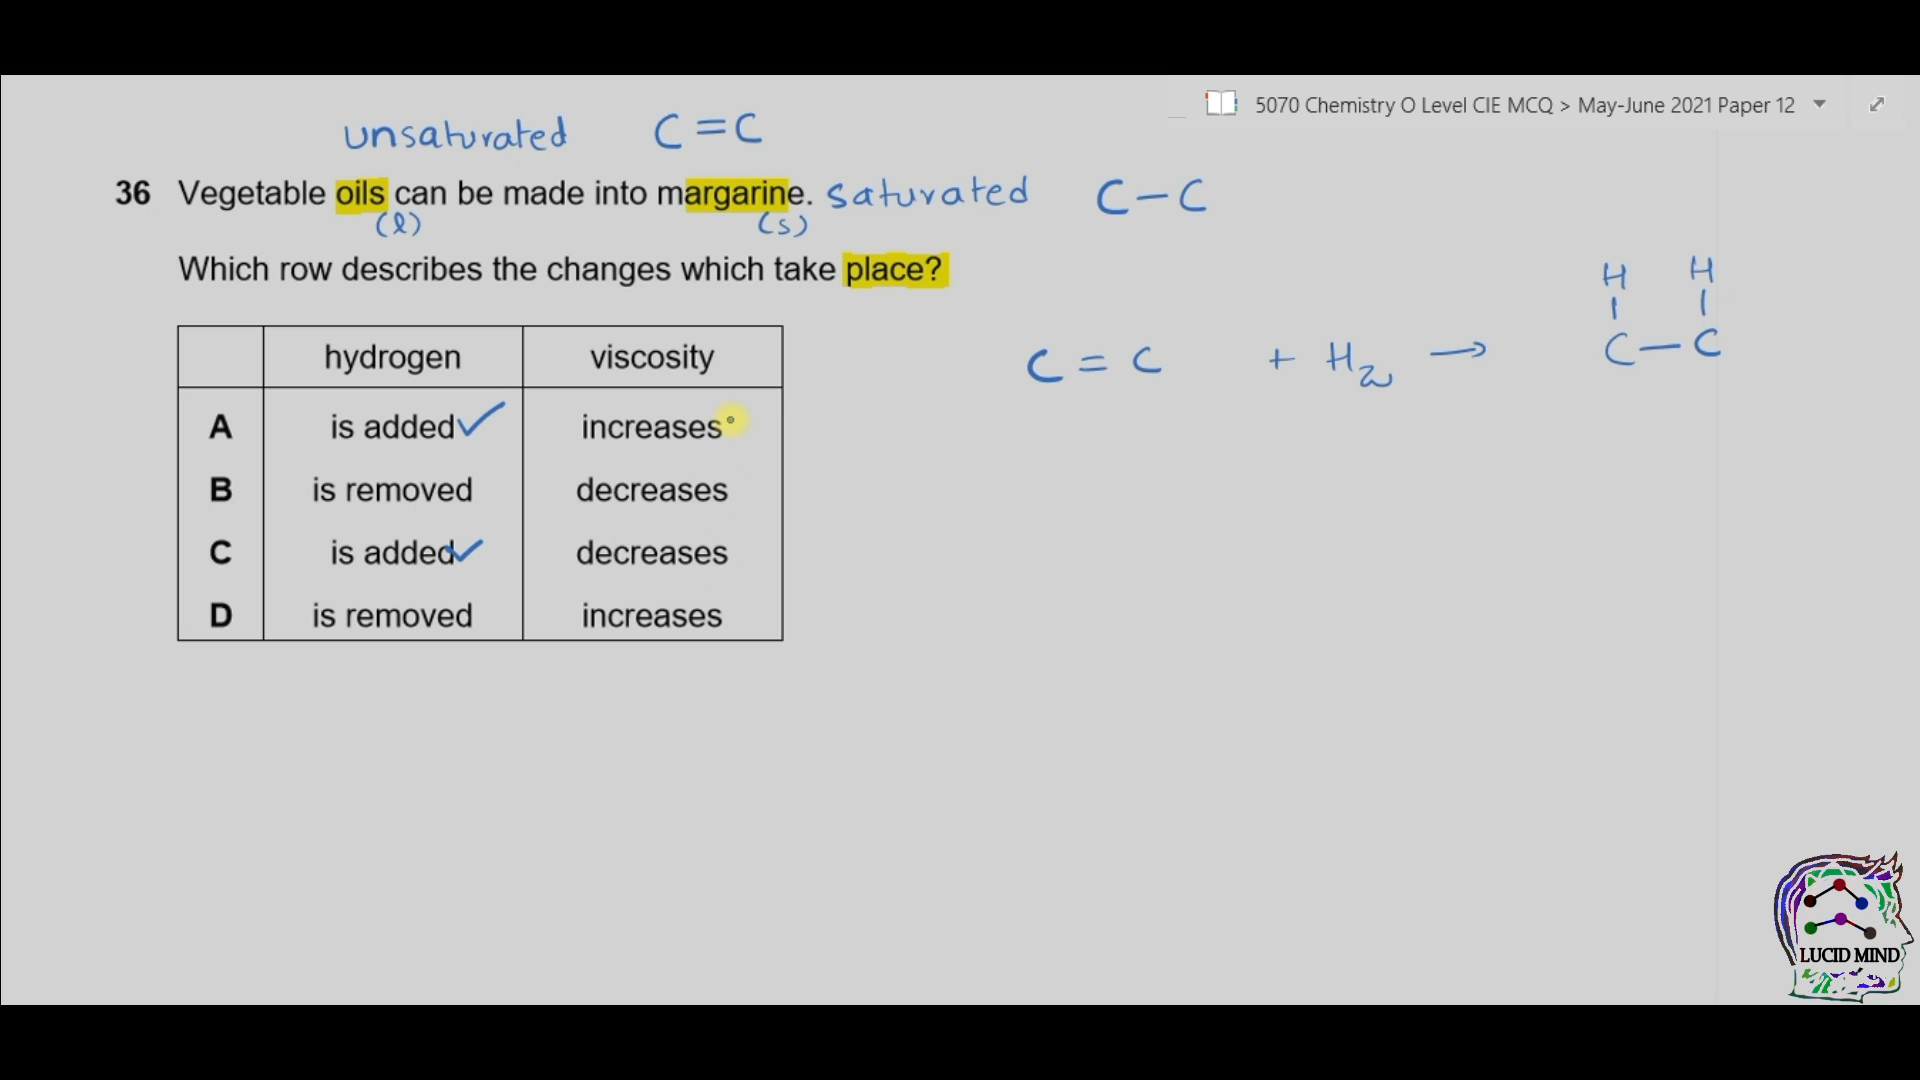 5070 Chemistry O Level CIE MCQ > May-June 2021 Paper 12
unsaturated C=C
36 Vegetable oils can be made into margarine. saturated C-C
(l) (s)
Which row describes the changes which take place?
H H
C = C + H2 → C-C
hydrogen viscosity
A is added ✓ increases
B is removed decreases
C is added ✓ decreases
D is removed increases
LUCID MIND